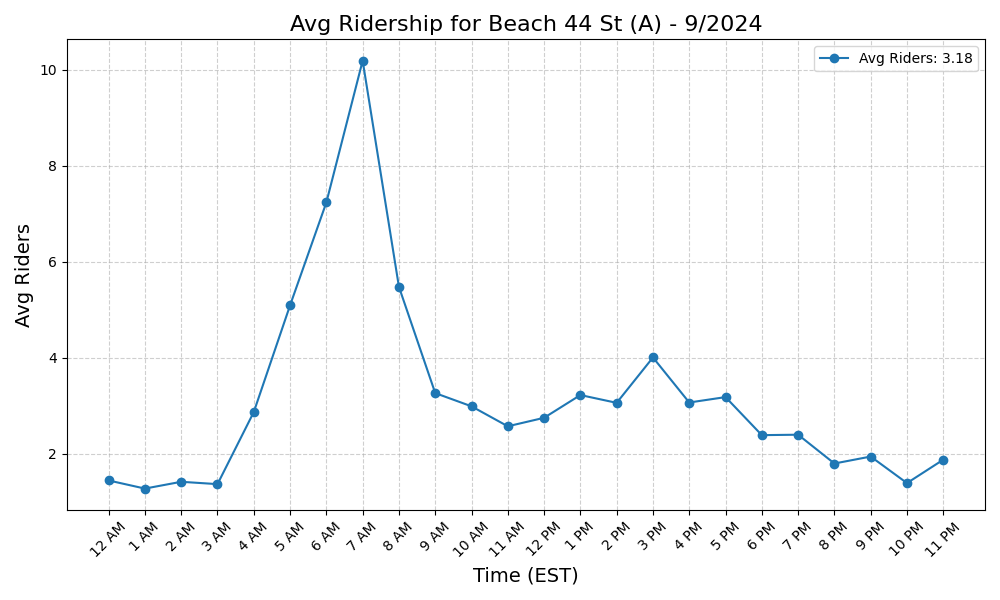 Avg Ridership for Beach 44 St (A) - 9/2024
Avg Riders: 3.18
Avg Riders
10
8
6
4
2
12 AM
1 AM
2 AM
3 AM
4 AM
5 AM
6 AM
7 AM
8 AM
9 AM
10 AM
11 AM
12 PM
1 PM
2 PM
3 PM
4 PM
5 PM
6 PM
7 PM
8 PM
9 PM
10 PM
11 PM
Time (EST)